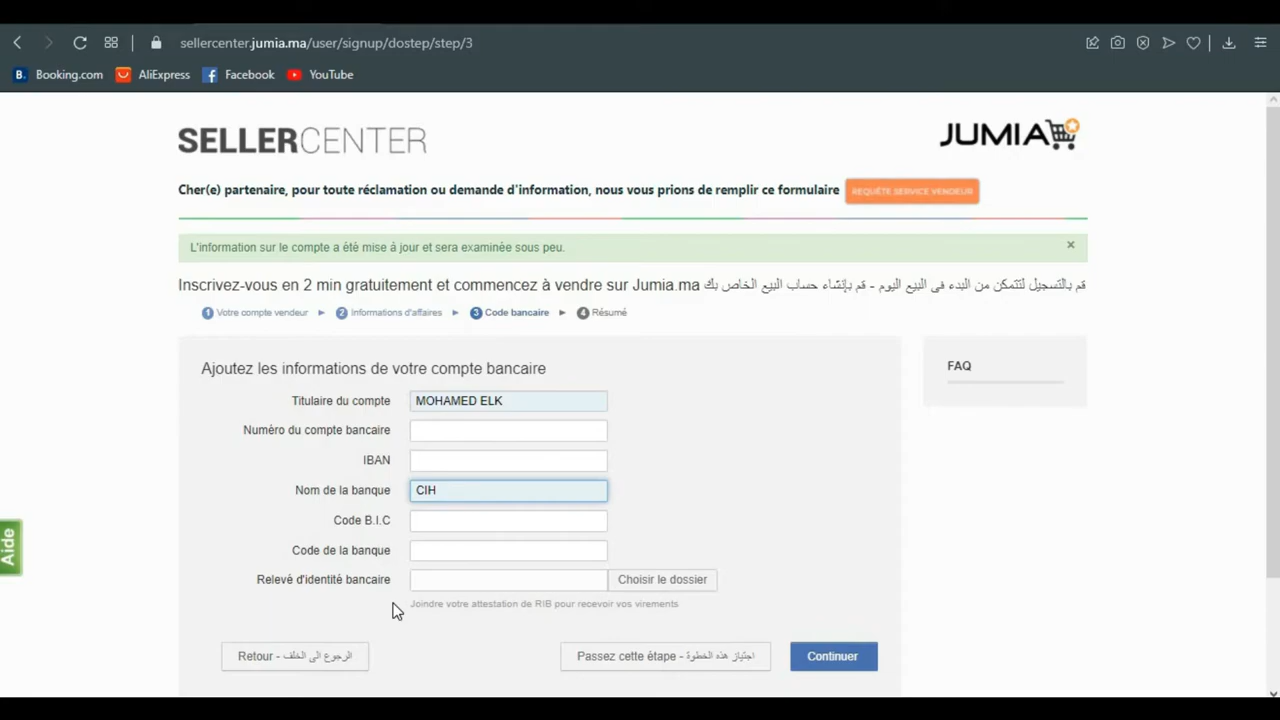 sellercenter.jumia.ma/user/signup/dostep/step/3
B. Booking.com AliExpress Facebook YouTube
SELLERCENTER
JUMIA
Cher(e) partenaire, pour toute réclamation ou demande d'information, nous vous prions de remplir ce formulaire REQUÊTE SERVICE VENDEUR
L'information sur le compte a été mise à jour et sera examinée sous peu. ×
Inscrivez-vous en 2 min gratuitement et commencez à vendre sur Jumia.ma قم بالتسجيل لتتمكن من البدء فى البيع اليوم - قم بإنشاء حساب البيع الخاص بك
1 Votre compte vendeur 2 Informations d'affaires 3 Code bancaire 4 Résumé
Ajoutez les informations de votre compte bancaire
FAQ
Titulaire du compte MOHAMED ELK
Numéro du compte bancaire
IBAN
Nom de la banque CIH
Code B.I.C
Aide
Code de la banque
Relevé d'identité bancaire Choisir le dossier
Joindre votre attestation de RIB pour recevoir vos virements
Retour - الرجوع الى الخلف Passez cette étape - اجتياز هذه الخطوة Continuer